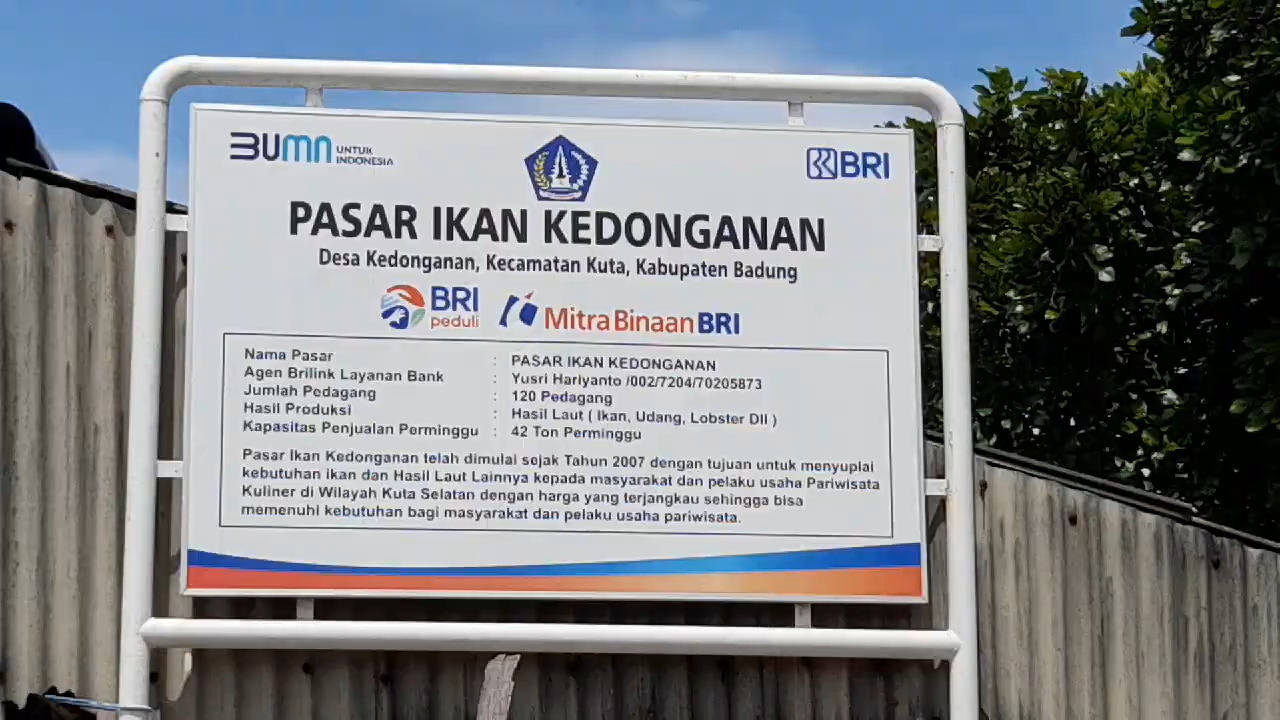 BUMN UNTUK INDONESIA
BRI
PASAR IKAN KEDONGANAN
Desa Kedonganan, Kecamatan Kuta, Kabupaten Badung
BRI peduli
Mitra Binaan BRI
Nama Pasar : PASAR IKAN KEDONGANAN
Agen Brilink Layanan Bank : Yusri Hariyanto /002/7204/70205873
Jumlah Pedagang : 120 Pedagang
Hasil Produksi : Hasil Laut ( Ikan, Udang, Lobster Dll )
Kapasitas Penjualan Perminggu : 42 Ton Perminggu
Pasar Ikan Kedonganan telah dimulai sejak Tahun 2007 dengan tujuan untuk menyuplai
kebutuhan ikan dan Hasil Laut Lainnya kepada masyarakat dan pelaku usaha Pariwisata
Kuliner di Wilayah Kuta Selatan dengan harga yang terjangkau sehingga bisa
memenuhi kebutuhan bagi masyarakat dan pelaku usaha pariwisata.